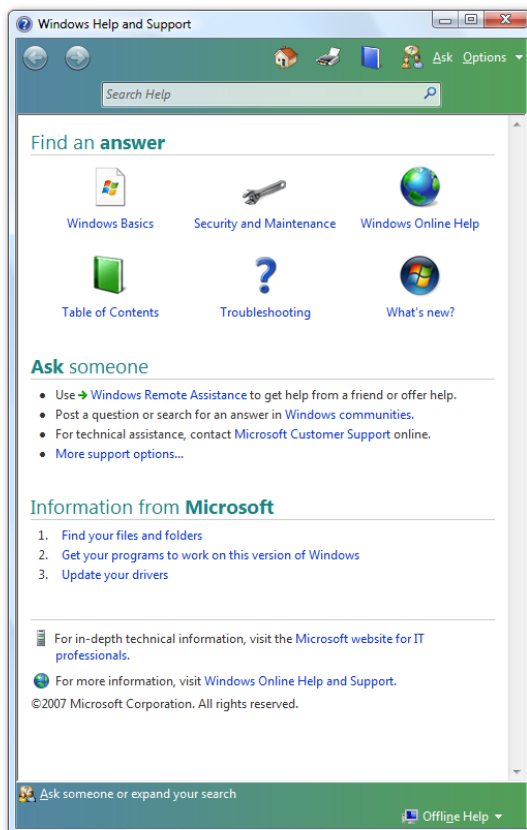 Windows Help and Support
Ask Options
Search Help
Find an answer
Windows Basics
Security and Maintenance
Windows Online Help
Table of Contents
Troubleshooting
What's new?
Ask someone
Use Windows Remote Assistance to get help from a friend or offer help.
Post a question or search for an answer in Windows communities.
For technical assistance, contact Microsoft Customer Support online.
More support options...
Information from Microsoft
1. Find your files and folders
2. Get your programs to work on this version of Windows
3. Update your drivers
For in-depth technical information, visit the Microsoft website for IT
professionals.
For more information, visit Windows Online Help and Support.
©2007 Microsoft Corporation. All rights reserved.
Ask someone or expand your search
Offline Help